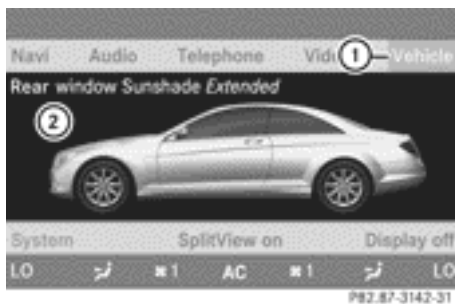 Navi Audio Telephone Vid 1 Vehicle
Rear window Sunshade Extended
2
System SplitView on Display off
LO 1 AC 1 LO
P82.87-3142-31